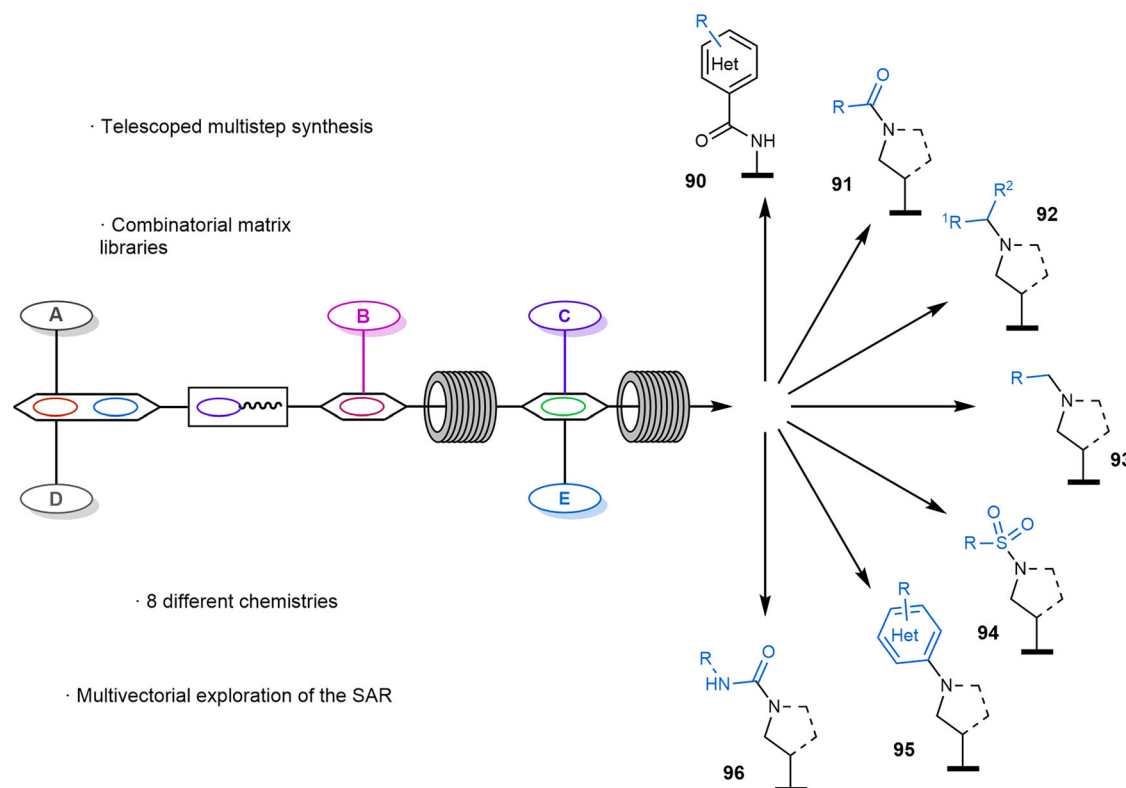 · Telescoped multistep synthesis
· Combinatorial matrix
libraries
A
B
C
D
E
· 8 different chemistries
· Multivectorial exploration of the SAR
R
Het
O
NH
90
O
R
N
91
R²
¹R
N
92
R
N
93
O
O
R
S
N
94
R
Het
N
95
R
HN
O
N
96